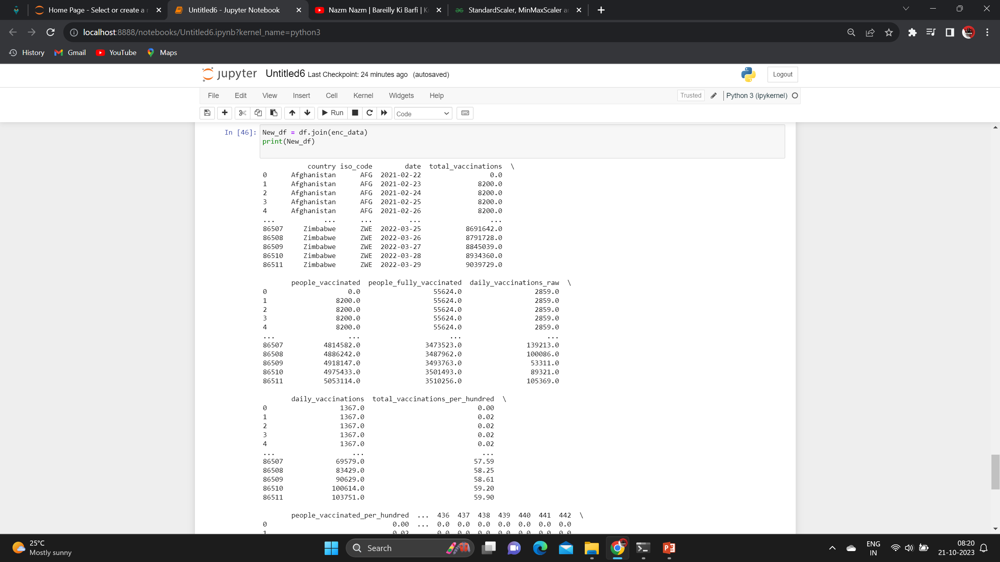 Home Page - Select or create a n
Untitled6 - Jupyter Notebook
Nazm Nazm | Bareilly Ki Barfi | K
StandardScaler, MinMaxScaler a
localhost:8888/notebooks/Untitled6.ipynb?kernel_name=python3
History Gmail YouTube Maps
jupyter Untitled6 Last Checkpoint: 24 minutes ago (autosaved) Logout
File Edit View Insert Cell Kernel Widgets Help Trusted Python 3 (ipykernel)
Run Code
In [46]: New_df = df.join(enc_data)
print(New_df)
country iso_code date total_vaccinations \
0 Afghanistan AFG 2021-02-22 0.0
1 Afghanistan AFG 2021-02-23 8200.0
2 Afghanistan AFG 2021-02-24 8200.0
3 Afghanistan AFG 2021-02-25 8200.0
4 Afghanistan AFG 2021-02-26 8200.0
... ... ... ... ...
86507 Zimbabwe ZWE 2022-03-25 8691642.0
86508 Zimbabwe ZWE 2022-03-26 8791728.0
86509 Zimbabwe ZWE 2022-03-27 8845039.0
86510 Zimbabwe ZWE 2022-03-28 8934360.0
86511 Zimbabwe ZWE 2022-03-29 9039729.0
people_vaccinated people_fully_vaccinated daily_vaccinations_raw \
0 0.0 55624.0 2859.0
1 8200.0 55624.0 2859.0
2 8200.0 55624.0 2859.0
3 8200.0 55624.0 2859.0
4 8200.0 55624.0 2859.0
... ... ... ...
86507 4814582.0 3473523.0 139213.0
86508 4886242.0 3487962.0 100086.0
86509 4918147.0 3493763.0 53311.0
86510 4975433.0 3501493.0 89321.0
86511 5053114.0 3510256.0 105369.0
daily_vaccinations total_vaccinations_per_hundred \
0 1367.0 0.00
1 1367.0 0.02
2 1367.0 0.02
3 1367.0 0.02
4 1367.0 0.02
... ... ...
86507 69579.0 57.59
86508 83429.0 58.25
86509 90629.0 58.61
86510 100614.0 59.20
86511 103751.0 59.90
people_vaccinated_per_hundred ... 436 437 438 439 440 441 442 \
0 0.00 ... 0.0 0.0 0.0 0.0 0.0 0.0 0.0
1 0.02 0.0 0.0 0.0 0.0 0.0 0.0 0.0
25°C
Mostly sunny
Search
ENG
IN
08:20
21-10-2023